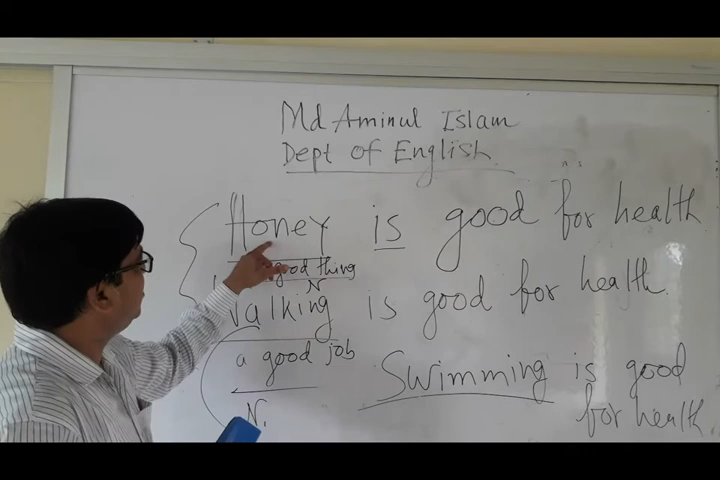 Md Aminul Islam
Dept of English
Honey is good for health
good thing
N
Walking is good for health.
a good job
N.
Swimming is good
for health.